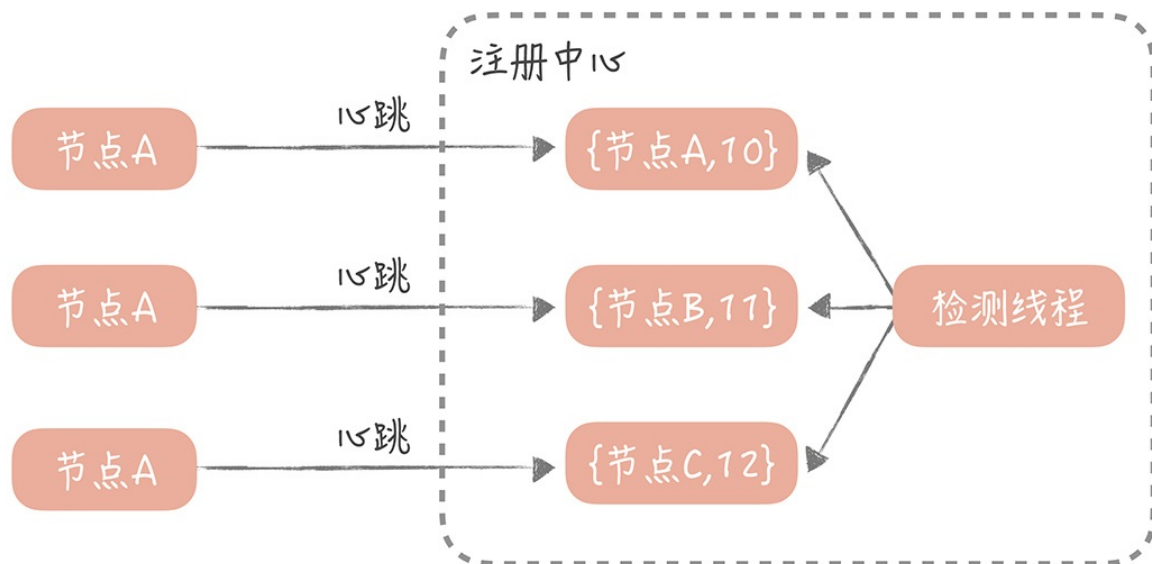 注册中心
节点A
心跳
{节点A,10}
节点A
心跳
{节点B,11}
检测线程
节点A
心跳
{节点C,12}